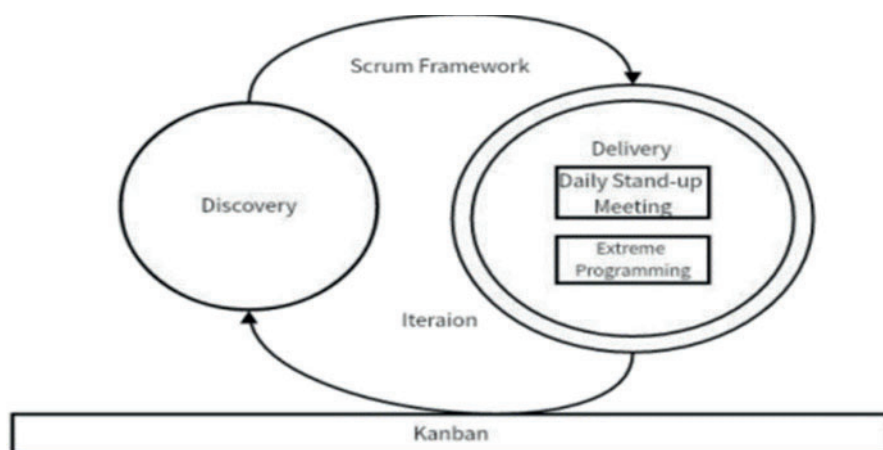 Scrum Framework
Delivery
Daily Stand-up
Meeting
Discovery
Extreme
Programming
Iteraion
Kanban